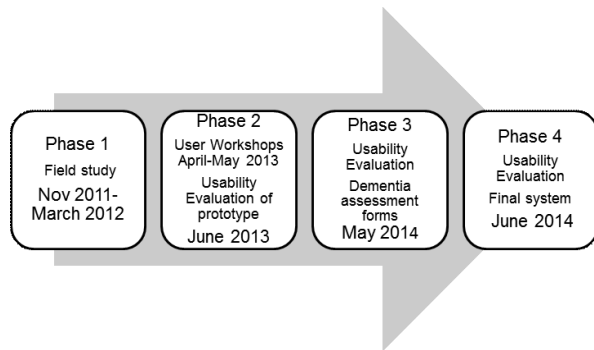 Phase 1
Field study
Nov 2011-
March 2012
Phase 2
User Workshops
April-May 2013
Usability
Evaluation of
prototype
June 2013
Phase 3
Usability
Evaluation
Dementia
assessment
forms
May 2014
Phase 4
Usability
Evaluation
Final system
June 2014